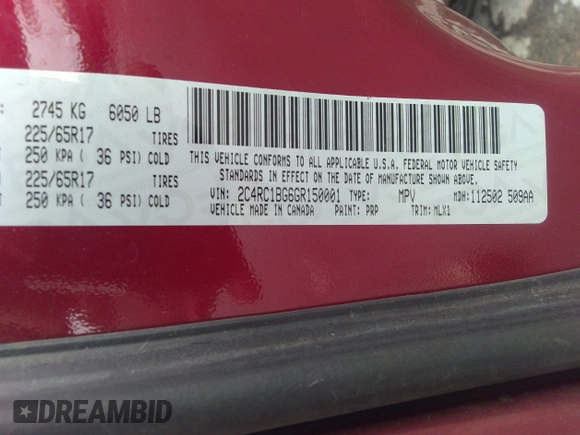 : 2745 KG 6050 LB
225/65R17 TIRES
250 KPA ( 36 PSI) COLD
225/65R17 TIRES
250 KPA ( 36 PSI) COLD
THIS VEHICLE CONFORMS TO ALL APPLICABLE U.S.A. FEDERAL MOTOR VEHICLE SAFETY
STANDARDS IN EFFECT ON THE DATE OF MANUFACTURE SHOWN ABOVE.
VIN: 2C4RC1BG6GR150001 TYPE: MPV MDH:112502 509AA
VEHICLE MADE IN CANADA PAINT: PRP TRIM: MLX1
DREAMBID